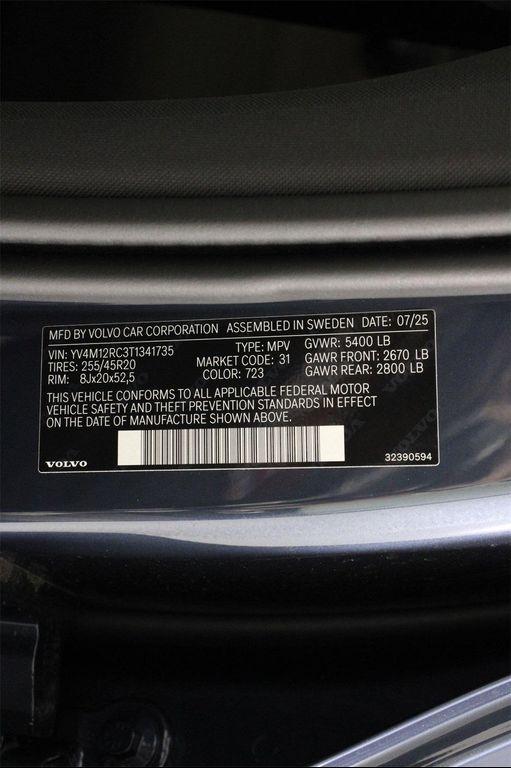 MFD BY VOLVO CAR CORPORATION ASSEMBLED IN SWEDEN DATE: 07/25
VIN: YV4M12RC3T1341735 TYPE: MPV GVWR: 5400 LB
TIRES: 255/45R20 MARKET CODE: 31 GAWR FRONT: 2670 LB
RIM: 8Jx20x52,5 COLOR: 723 GAWR REAR: 2800 LB
THIS VEHICLE CONFORMS TO ALL APPLICABLE FEDERAL MOTOR
VEHICLE SAFETY AND THEFT PREVENTION STANDARDS IN EFFECT
ON THE DATE OF MANUFACTURE SHOWN ABOVE.
VOLVO 32390594